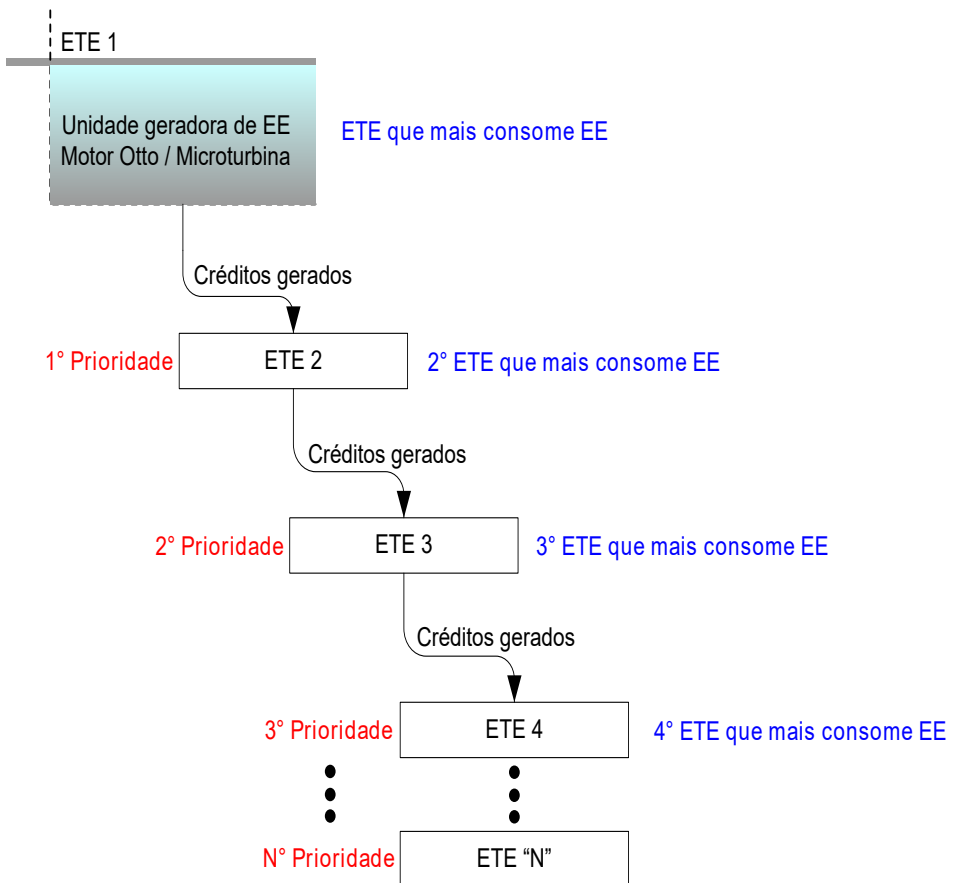 ETE 1
Unidade geradora de EE
Motor Otto / Microturbina
ETE que mais consome EE
Créditos gerados
1° Prioridade
ETE 2
2° ETE que mais consome EE
Créditos gerados
2° Prioridade
ETE 3
3° ETE que mais consome EE
Créditos gerados
3° Prioridade
ETE 4
4° ETE que mais consome EE
N° Prioridade
ETE “N”